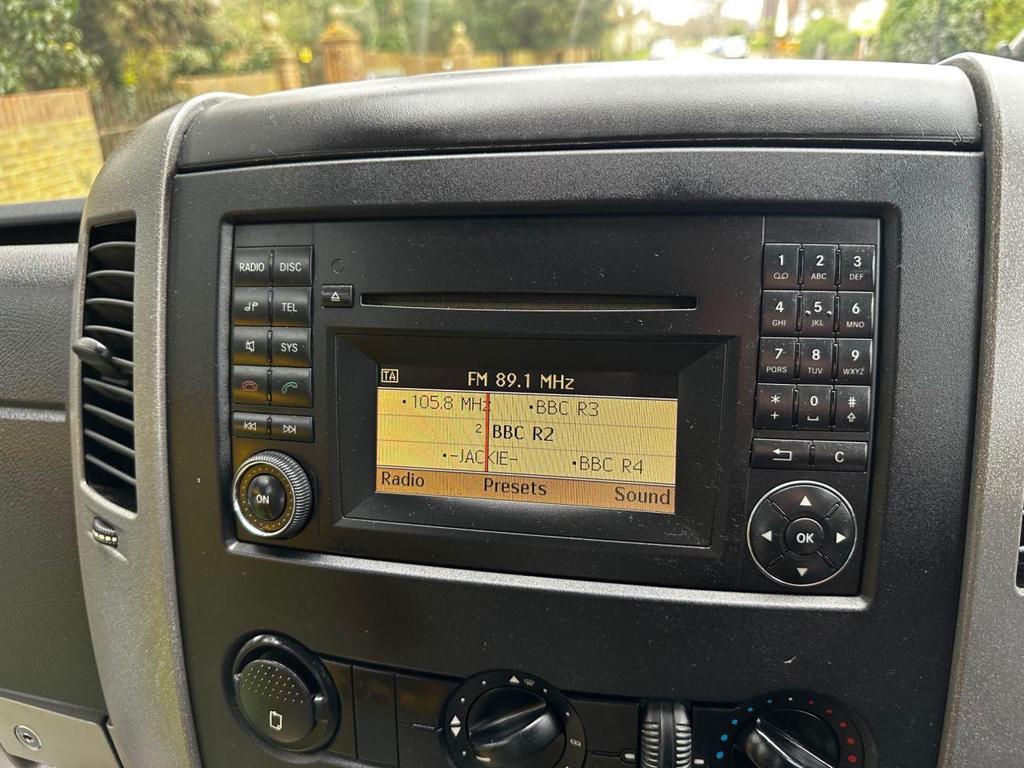 RADIO DISC
TEL
SYS
ON
TA FM 89.1 MHz
•105.8 MHz •BBC R3
2 BBC R2
•-JACKIE- •BBC R4
Radio Presets Sound
1 2 ABC 3 DEF
4 GHI 5 JKL 6 MNO
7 PQRS 8 TUV 9 WXYZ
* + 0 #
C
OK